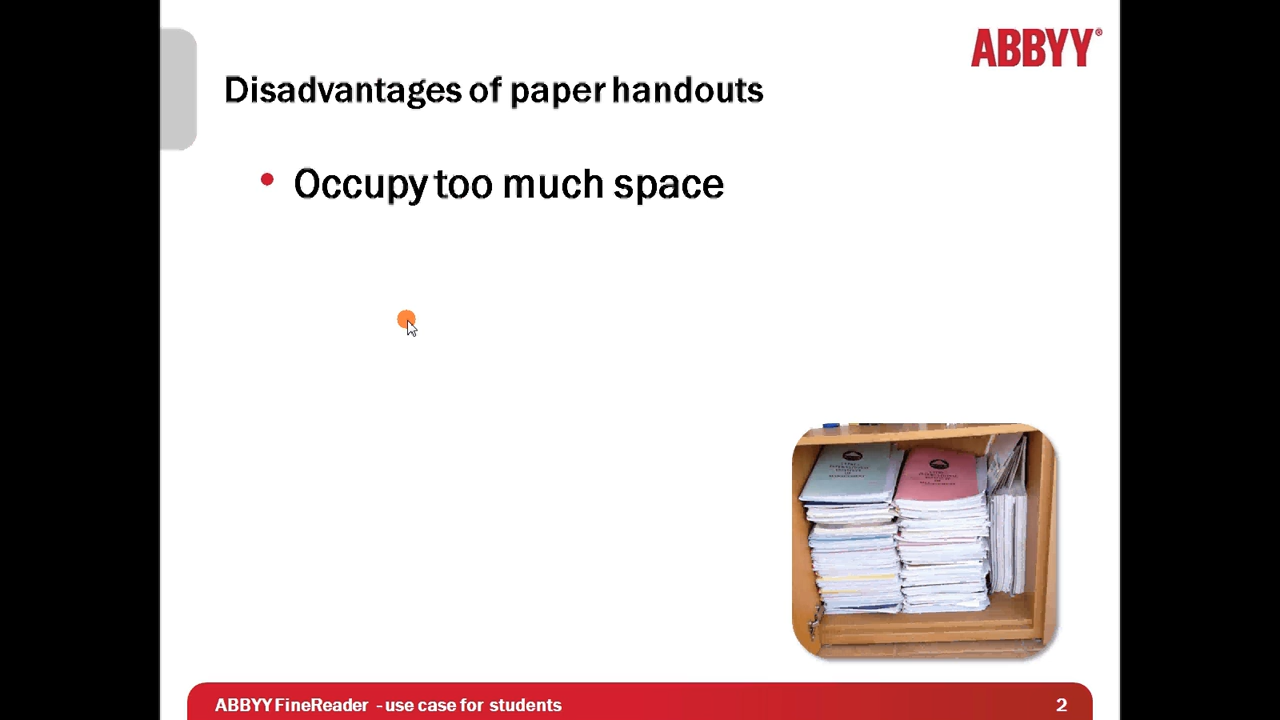 ABBYY®
Disadvantages of paper handouts
• Occupy too much space
ABBYY FineReader - use case for students
2